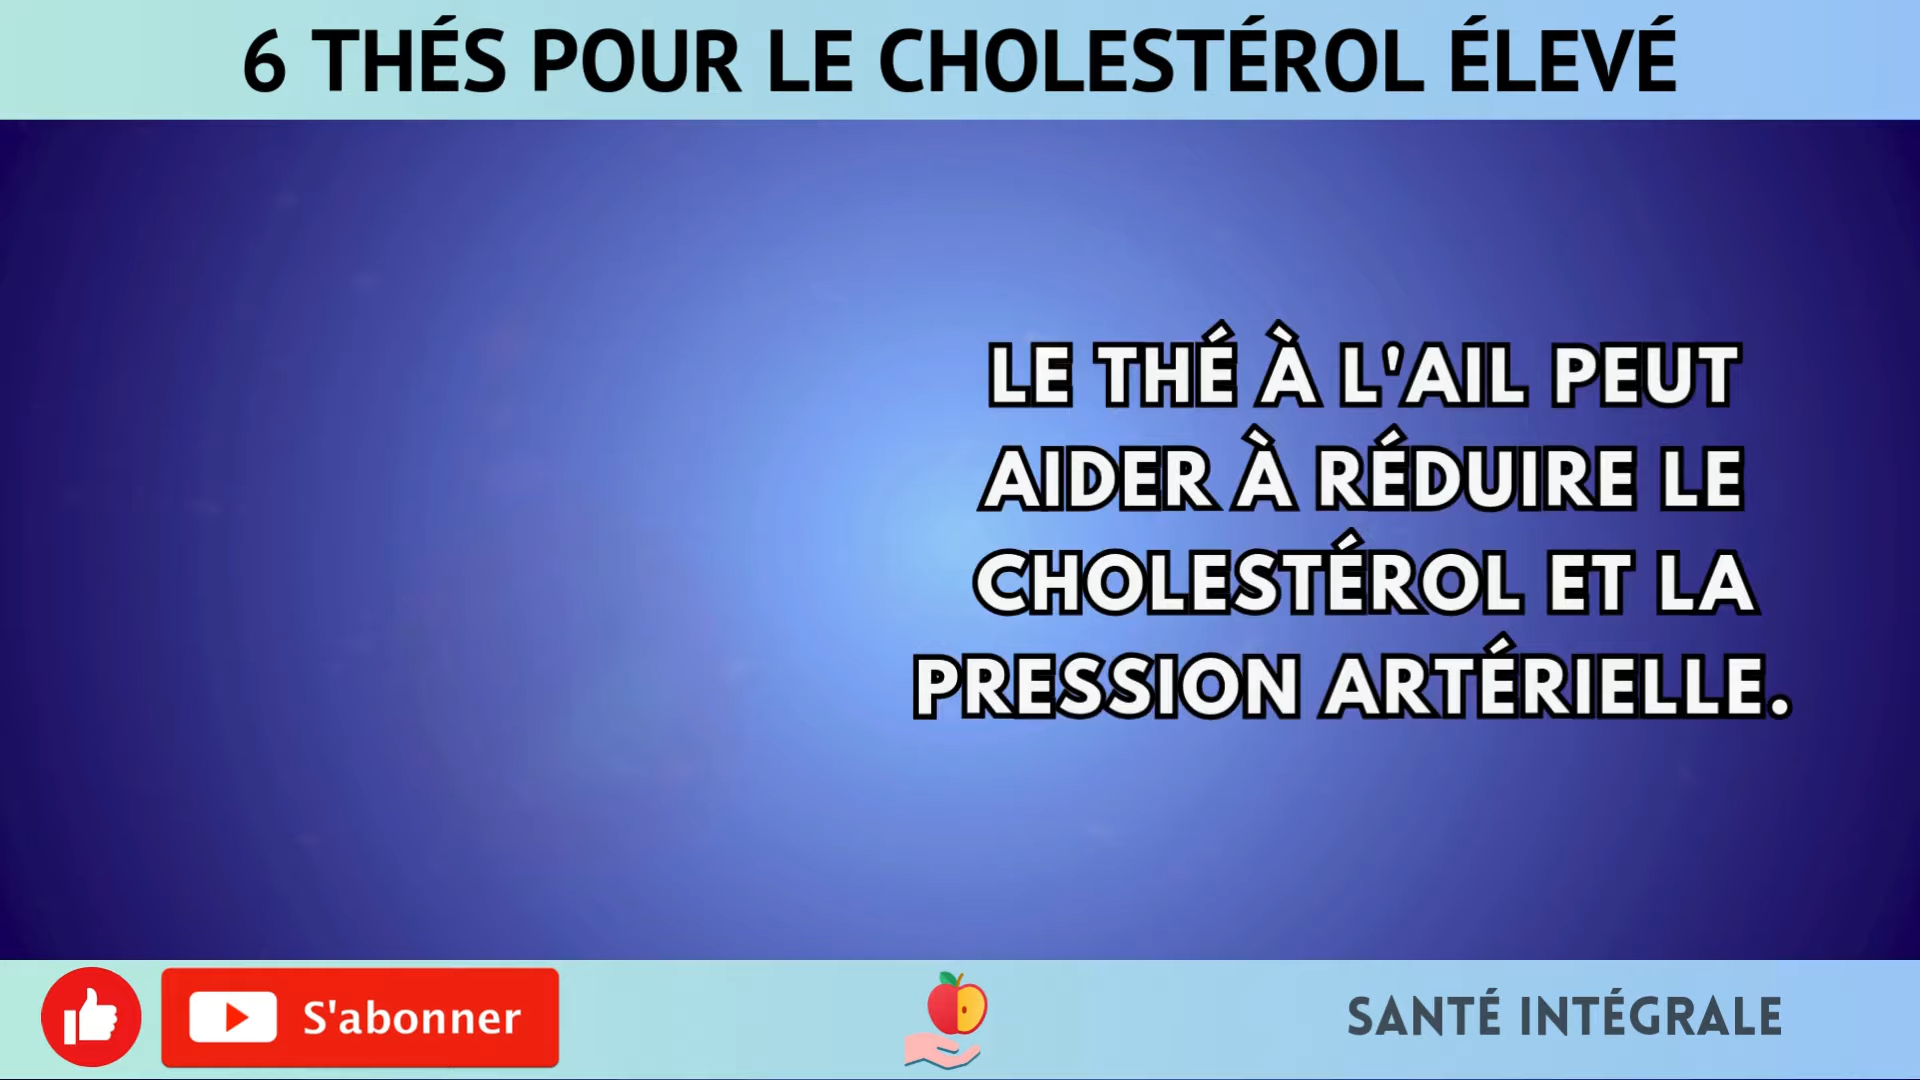 6 THÉS POUR LE CHOLESTÉROL ÉLEVÉ
LE THÉ À L'AIL PEUT
AIDER À RÉDUIRE LE
CHOLESTÉROL ET LA
PRESSION ARTÉRIELLE.
S'abonner
SANTÉ INTÉGRALE